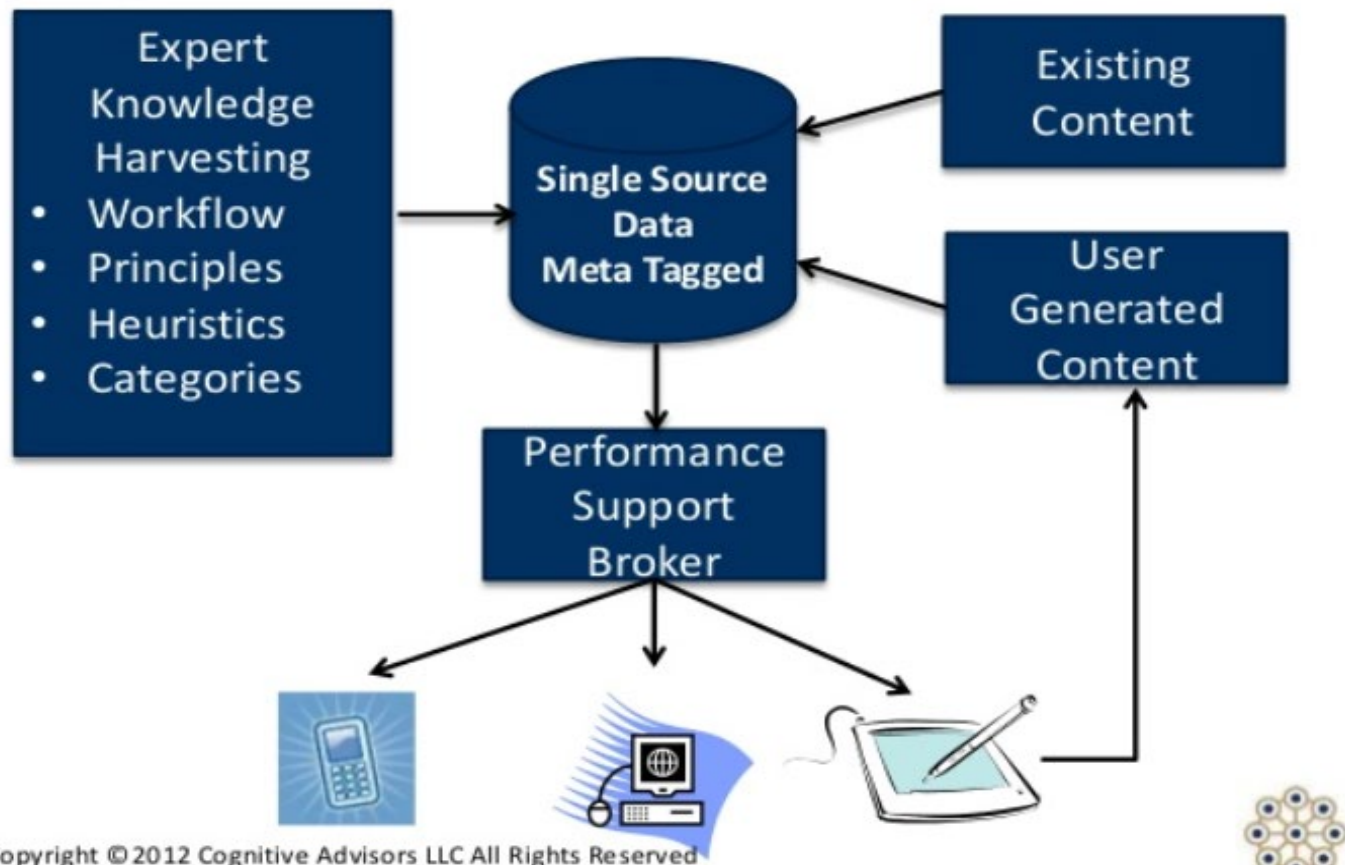 Expert
Knowledge
Harvesting
• Workflow
• Principles
• Heuristics
• Categories
Single Source
Data
Meta Tagged
Existing
Content
User
Generated
Content
Performance
Support
Broker
opyright ©2012 Cognitive Advisors LLC All Rights Reserved